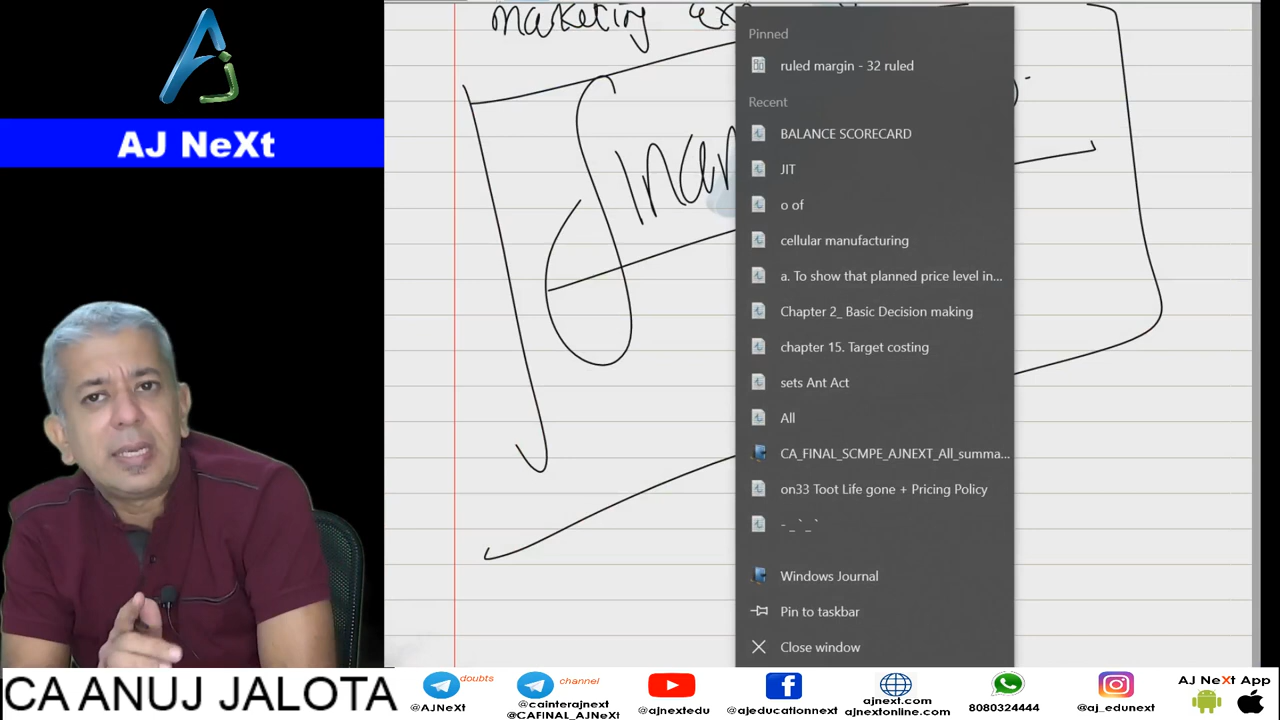 marketing
AJ NeXt
Pinned
ruled margin - 32 ruled
Recent
BALANCE SCORECARD
JIT
o of
cellular manufacturing
a. To show that planned price level in...
Chapter 2_ Basic Decision making
chapter 15. Target costing
sets Ant Act
All
CA_FINAL_SCMPE_AJNEXT_All_summa...
on33 Toot Life gone + Pricing Policy
- _ ` _ `
Windows Journal
Pin to taskbar
Close window
CA ANUJ JALOTA
doubts
@AJNeXt
channel
@cainterajnext
@CAFINAL_AJNeXt
@ajnextedu
@ajeducationnext
ajnext.com
ajnextonline.com
8080324444
@aj_edunext
AJ NeXt App